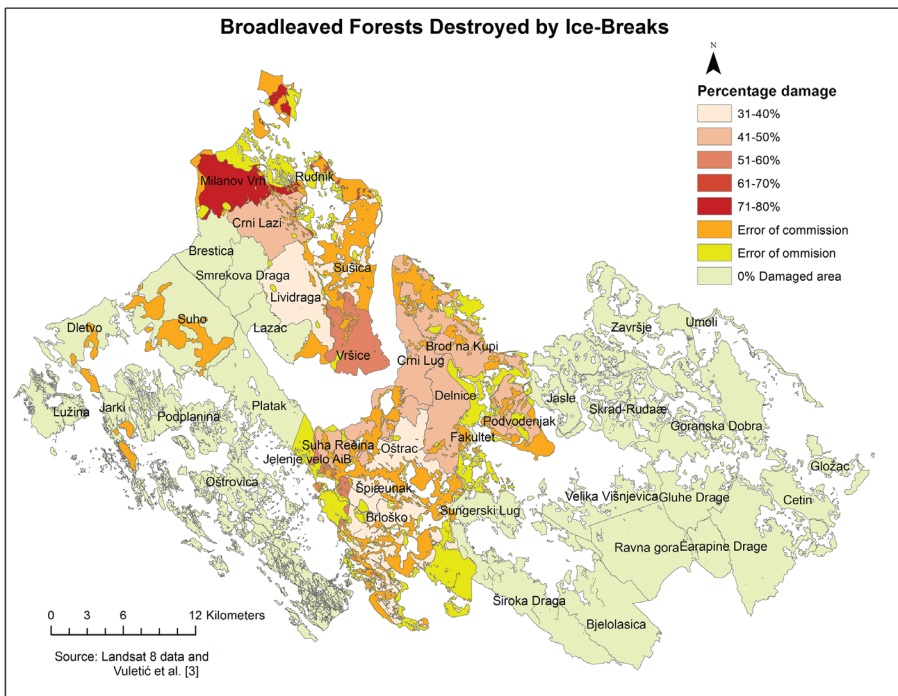 Broadleaved Forests Destroyed by Ice-Breaks
N
Percentage damage
31-40%
41-50%
51-60%
61-70%
71-80%
Error of commission
Error of ommision
0% Damaged area
Milanov Vrh
Rudnik
Crni Lazi
Brestica
Smrekova Draga
Sušica
Lividraga
Suho
Dletvo
Lazac
Vršice
Završje
Umoli
Brod na Kupi
Crni Lug
Delnice
Jasle
Skrad-Rudaæ
Lužina
Jarki
Podplanina
Platak
Podvodenjak
Goranska Dobra
Fakultet
Suha Reèina
Oštrac
Jelenje velo AiB
Gložac
Oštrovica
Špiæunak
Velika Višnjevica
Gluhe Drage
Cetin
Brloško
Sungerski Lug
Ravna gora
Èarapine Drage
Široka Draga
Bjelolasica
0 3 6 12 Kilometers
Source: Landsat 8 data and
Vuletić et al. [3]